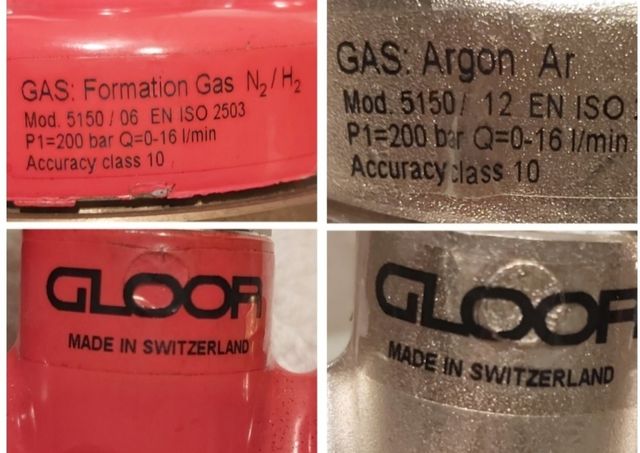 GAS: Formation Gas N₂/H₂
Mod. 5150 / 06 EN ISO 2503
P1=200 bar Q=0-16 l/min
Accuracy class 10
GAS: Argon Ar
Mod. 5150 / 12 EN ISO
P1=200 bar Q=0-16 l/min
Accuracy class 10
GLOOR
MADE IN SWITZERLAND
GLOOR
MADE IN SWITZERLAND